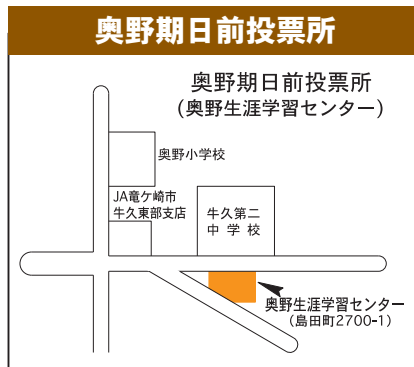 奥野期日前投票所
奥野期日前投票所
(奥野生涯学習センター)
奥野小学校
JA竜ケ崎市
牛久東部支店
牛久第二
中学校
奥野生涯学習センター
(島田町2700-1)